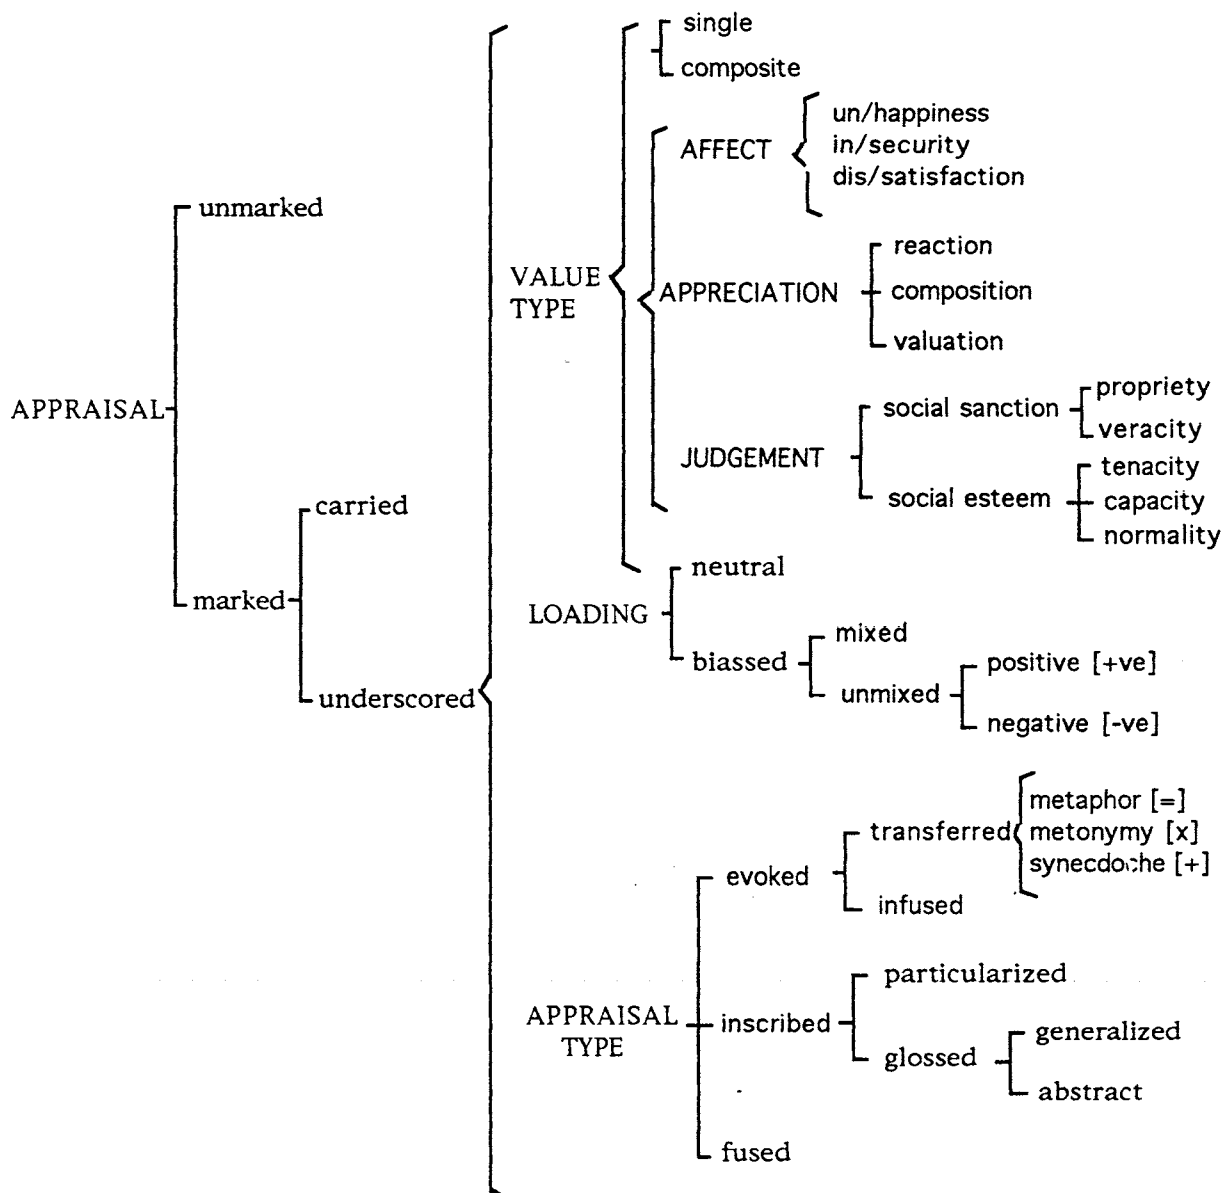 single
composite
un/happiness
AFFECT
in/security
dis/satisfaction
unmarked
reaction
VALUE
TYPE
APPRECIATION
composition
valuation
APPRAISAL
propriety
social sanction
veracity
JUDGEMENT
tenacity
social esteem
capacity
normality
carried
neutral
marked
LOADING
mixed
biassed
positive [+ve]
unmixed
underscored
negative [-ve]
metaphor [=]
transferred
metonymy [x]
synecdoche [+]
evoked
infused
particularized
APPRAISAL
TYPE
inscribed
generalized
glossed
abstract
fused